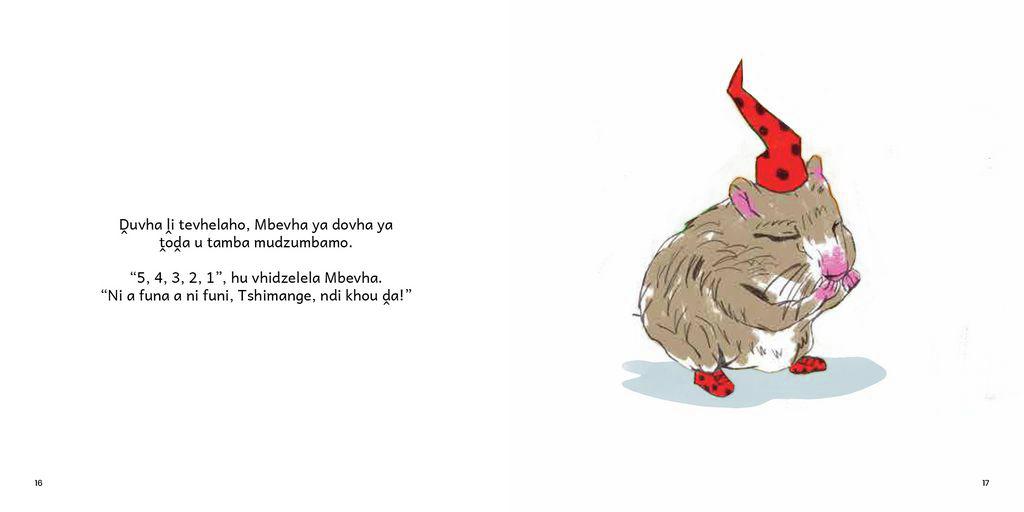 Ḓuvha ḽi tevhelaho, Mbevha ya dovha ya
ṱoḓa u tamba mudzumbamo.
“5, 4, 3, 2, 1”, hu vhidzelela Mbevha.
“Ni a funa a ni funi, Tshimange, ndi khou ḓa!”
16
17